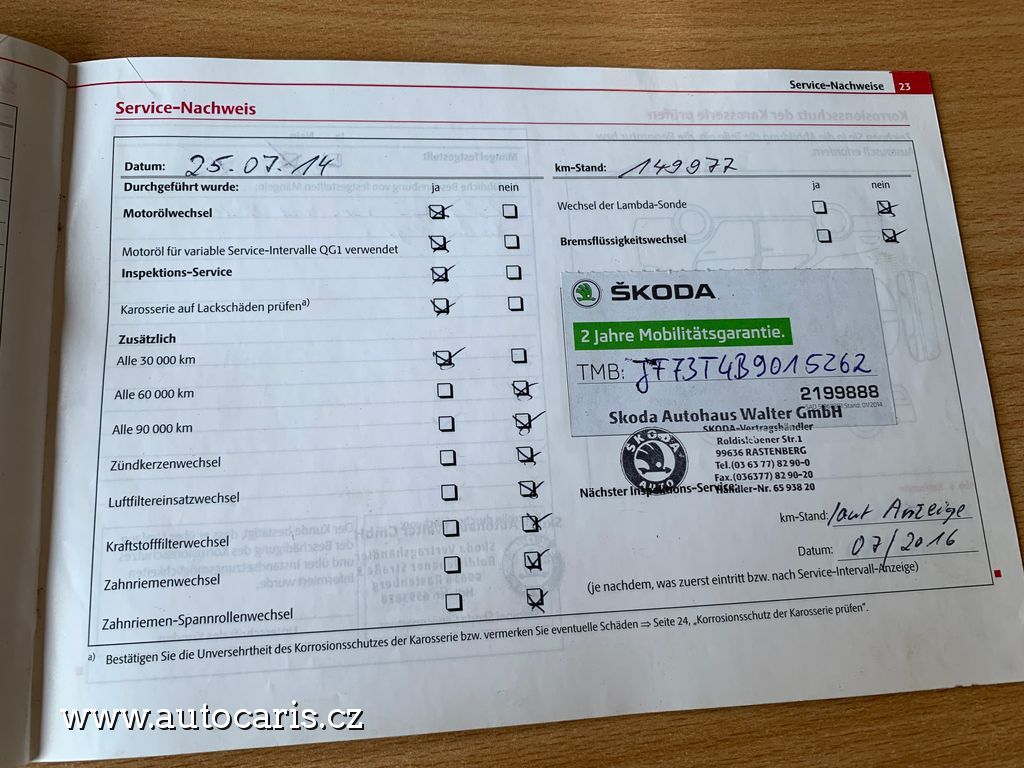 Service-Nachweise 23
Service-Nachweis
Datum: 25.07.14
km-Stand: 149977
Durchgeführt wurde: ja nein
ja nein
Motorölwechsel
Wechsel der Lambda-Sonde
Motoröl für variable Service-Intervalle QG1 verwendet
Bremsflüssigkeitswechsel
Inspektions-Service
Karosserie auf Lackschäden prüfen a)
Zusätzlich
Alle 30 000 km
Alle 60 000 km
Alle 90 000 km
Zündkerzenwechsel
Luftfiltereinsatzwechsel
Kraftstofffilterwechsel
Zahnriemenwechsel
Zahnriemen-Spannrollenwechsel
ŠKODA
2 Jahre Mobilitätsgarantie.
TMB: JF73T4B9015262
2199888
Skoda Autohaus Walter GmbH
SKODA-Vertragshändler
Roldislebener Str.1
99636 RASTENBERG
Tel.(03 63 77) 82 90-0
Fax.(036377) 82 90-20
Händler-Nr. 65 938 20
SKODA
AUTO
Nächster Inspektions-Service:
km-Stand: laut Anzeige
Datum: 07/2016
(je nachdem, was zuerst eintritt bzw. nach Service-Intervall-Anzeige)
a) Bestätigen Sie die Unversehrtheit des Korrosionsschutzes der Karosserie bzw. vermerken Sie eventuelle Schäden ⇒ Seite 24, „Korrosionsschutz der Karosserie prüfen“.
www.autocaris.cz